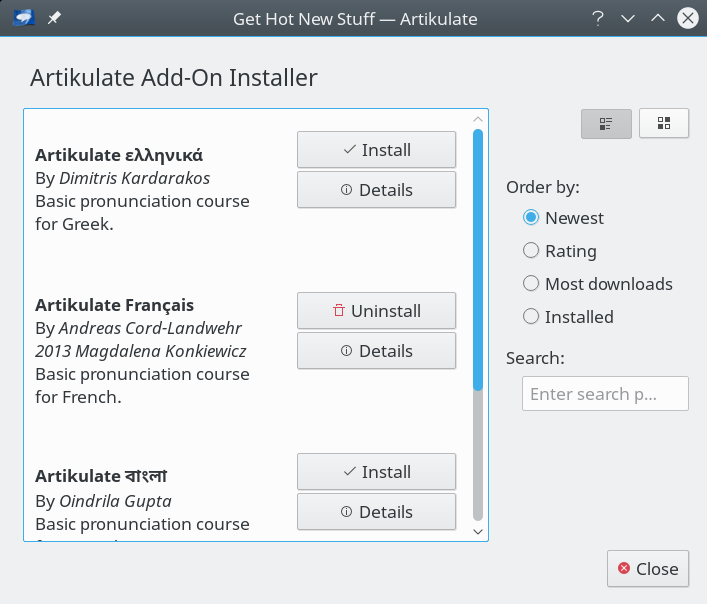 Get Hot New Stuff — Artikulate
Artikulate Add-On Installer
Artikulate ελληνικά
By Dimitris Kardarakos
Basic pronunciation course
for Greek.
Install
Details
Artikulate Français
By Andreas Cord-Landwehr
2013 Magdalena Konkiewicz
Basic pronunciation course
for French.
Uninstall
Details
Artikulate বাংলা
By Oindrila Gupta
Basic pronunciation course
Install
Details
Order by:
Newest
Rating
Most downloads
Installed
Search:
Enter search p...
Close